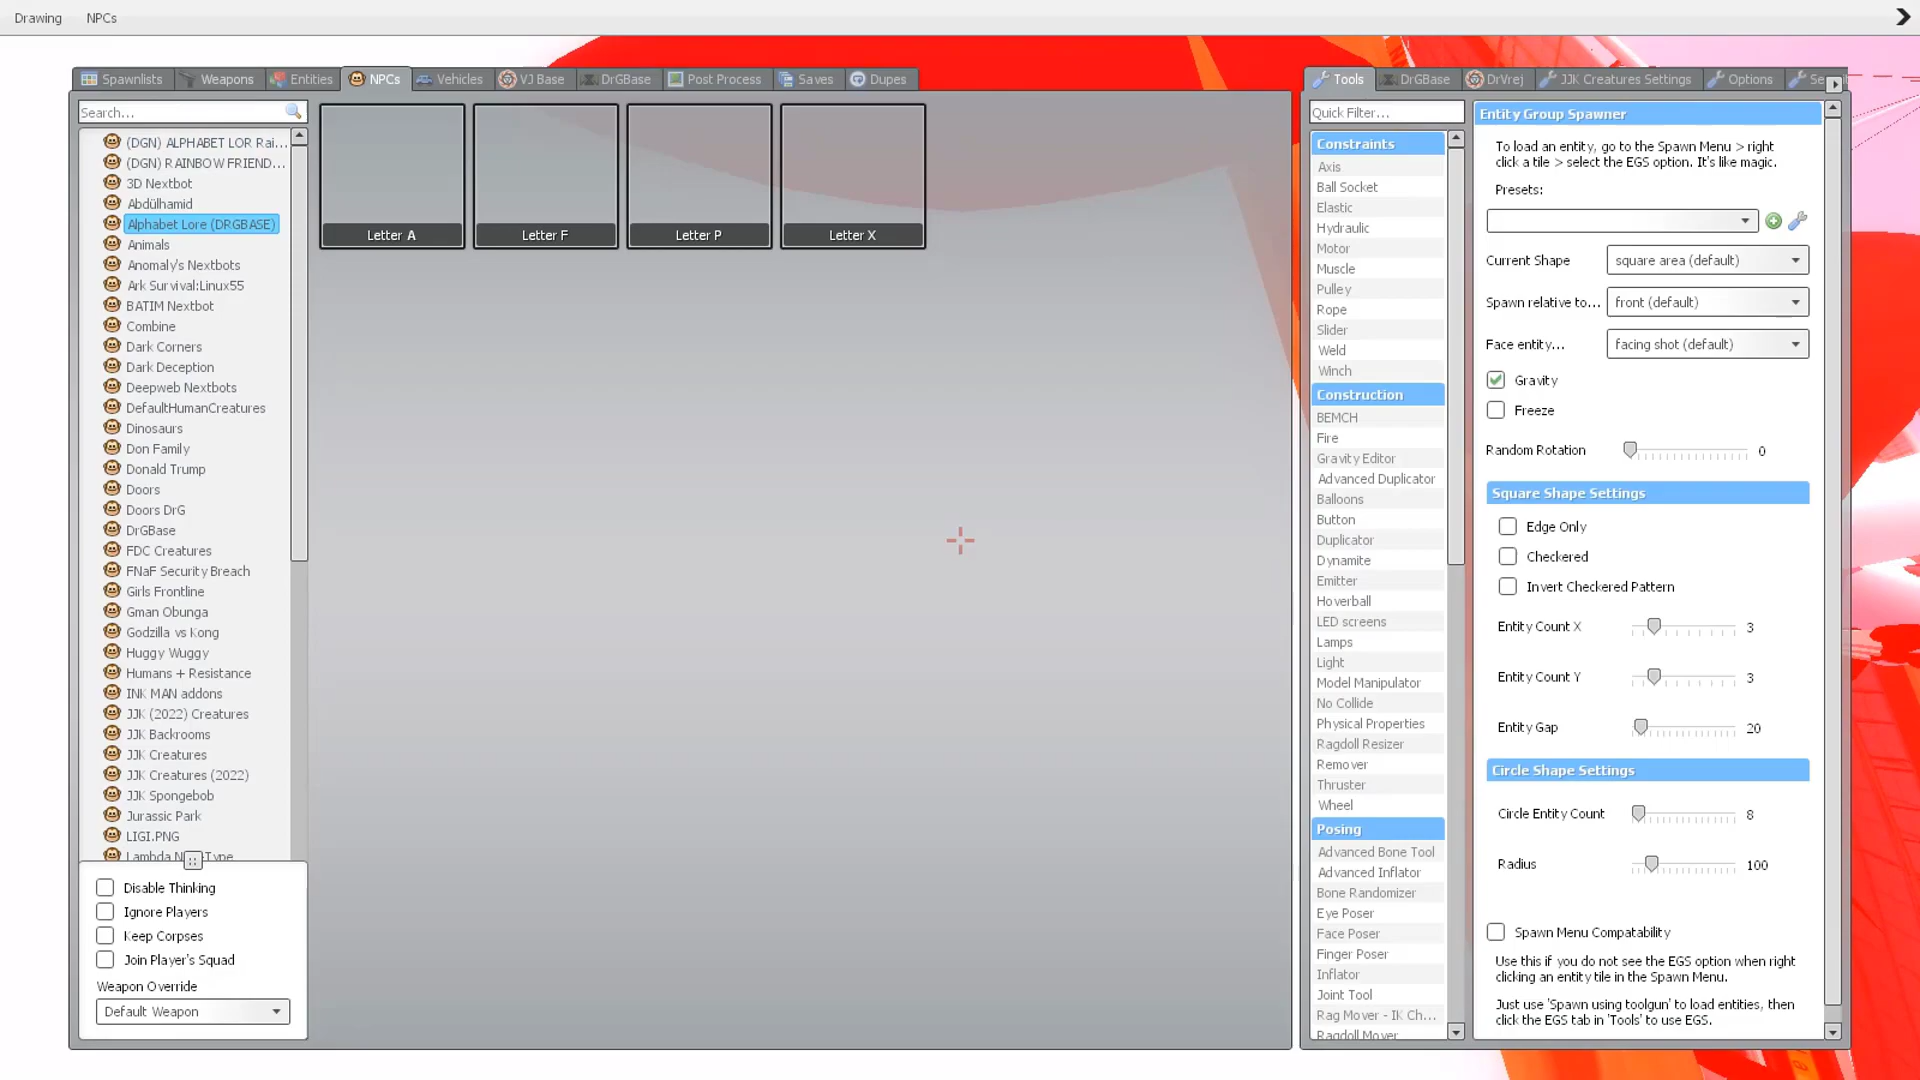 Drawing NPCs
Spawnlists Weapons Entities NPCs Vehicles VJ Base DrGBase Post Process Saves Dupes
Search...
(DGN) ALPHABET LOR Rai...
(DGN) RAINBOW FRIEND...
3D Nextbot
Abdülhamid
Alphabet Lore (DRGBASE)
Animals
Anomaly's Nextbots
Ark Survival:Linux55
BATIM Nextbot
Combine
Dark Corners
Dark Deception
Deepweb Nextbots
DefaultHumanCreatures
Dinosaurs
Don Family
Donald Trump
Doors
Doors DrG
DrGBase
FDC Creatures
FNaF Security Breach
Girls Frontline
Gman Obunga
Godzilla vs Kong
Huggy Wuggy
Humans + Resistance
INK MAN addons
JJK (2022) Creatures
JJK Backrooms
JJK Creatures
JJK Creatures (2022)
JJK Spongebob
Jurassic Park
LIGI.PNG
Lambda
Disable Thinking
Ignore Players
Keep Corpses
Join Player's Squad
Weapon Override
Default Weapon
Letter A
Letter F
Letter P
Letter X
Tools DrGBase DrVrej JJK Creatures Settings Options
Quick Filter...
Constraints
Axis
Ball Socket
Elastic
Hydraulic
Motor
Muscle
Pulley
Rope
Slider
Weld
Winch
Construction
BEMCH
Fire
Gravity Editor
Advanced Duplicator
Balloons
Button
Duplicator
Dynamite
Emitter
Hoverball
LED screens
Lamps
Light
Model Manipulator
No Collide
Physical Properties
Ragdoll Resizer
Remover
Thruster
Wheel
Posing
Advanced Bone Tool
Advanced Inflator
Bone Randomizer
Eye Poser
Face Poser
Finger Poser
Inflator
Joint Tool
Rag Mover - IK Ch...
Ragdoll Mover
Entity Group Spawner
To load an entity, go to the Spawn Menu > right
click a tile > select the EGS option. It's like magic.
Presets:
Current Shape square area (default)
Spawn relative to... front (default)
Face entity... facing shot (default)
Gravity
Freeze
Random Rotation 0
Square Shape Settings
Edge Only
Checkered
Invert Checkered Pattern
Entity Count X 3
Entity Count Y 3
Entity Gap 20
Circle Shape Settings
Circle Entity Count 8
Radius 100
Spawn Menu Compatability
Use this if you do not see the EGS option when right
clicking an entity tile in the Spawn Menu.
Just use 'Spawn using toolgun' to load entities, then
click the EGS tab in 'Tools' to use EGS.